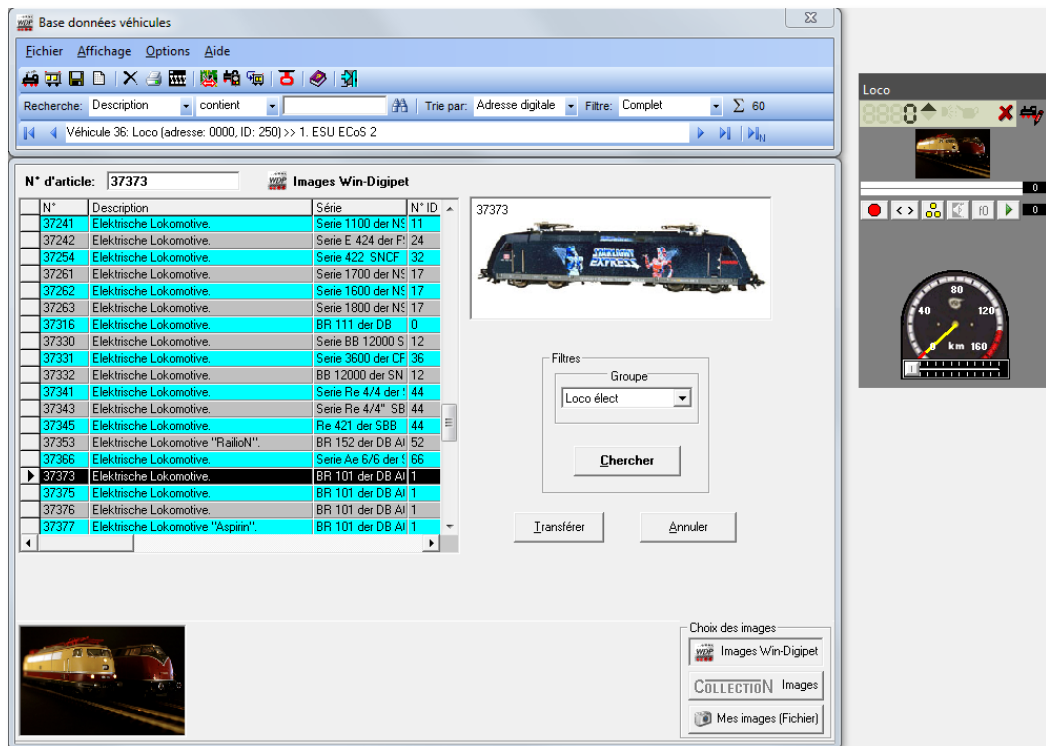 Base données véhicules
Fichier Affichage Options Aide
Recherche: Description contient Trie par: Adresse digitale Filtre: Complet Σ 60
Véhicule 36: Loco (adresse: 0000, ID: 250) >> 1. ESU ECoS 2
N° d'article: 37373 WDP Images Win-Digipet
N° Description Série N° ID
37241 Elektrische Lokomotive. Serie 1100 der NS 11
37242 Elektrische Lokomotive. Serie E 424 der F: 24
37254 Elektrische Lokomotive. Serie 422 SNCF 32
37261 Elektrische Lokomotive. Serie 1700 der NS 17
37262 Elektrische Lokomotive. Serie 1600 der NS 17
37263 Elektrische Lokomotive. Serie 1800 der NS 17
37316 Elektrische Lokomotive. BR 111 der DB 0
37330 Elektrische Lokomotive. Serie BB 12000 S 12
37331 Elektrische Lokomotive. Serie 3600 der CF 36
37332 Elektrische Lokomotive. BB 12000 der SN 12
37341 Elektrische Lokomotive. Serie Re 4/4 der 44
37343 Elektrische Lokomotive. Serie Re 4/4" SB 44
37345 Elektrische Lokomotive. Re 421 der SBB 44
37353 Elektrische Lokomotive "RailioN". BR 152 der DB A 52
37366 Elektrische Lokomotive. Serie Ae 6/6 der 66
37373 Elektrische Lokomotive. BR 101 der DB A 1
37375 Elektrische Lokomotive. BR 101 der DB A 1
37376 Elektrische Lokomotive. BR 101 der DB A 1
37377 Elektrische Lokomotive "Aspirin". BR 101 der DB A 1
37373
STARLIGHT
EXPRESS
Filtres
Groupe
Loco élect
Chercher
Transférer Annuler
Choix des images
WDP Images Win-Digipet
COLLECTION Images
Mes images (Fichier)
Loco
0
0
< > f0 0
80
40 120
0 km 160